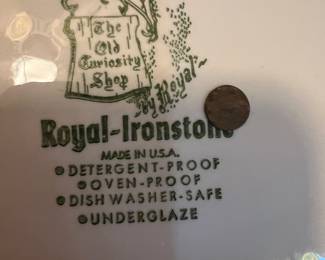 The
Old
Curiosity
Shop
by Royal
Royal-Ironstone
MADE IN U.S.A.
DETERGENT-PROOF
OVEN-PROOF
DISH WASHER-SAFE
UNDERGLAZE